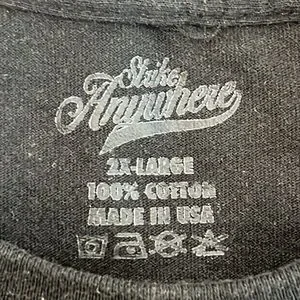 Strike
Anywhere
2X-LARGE
100% COTTON
MADE IN USA